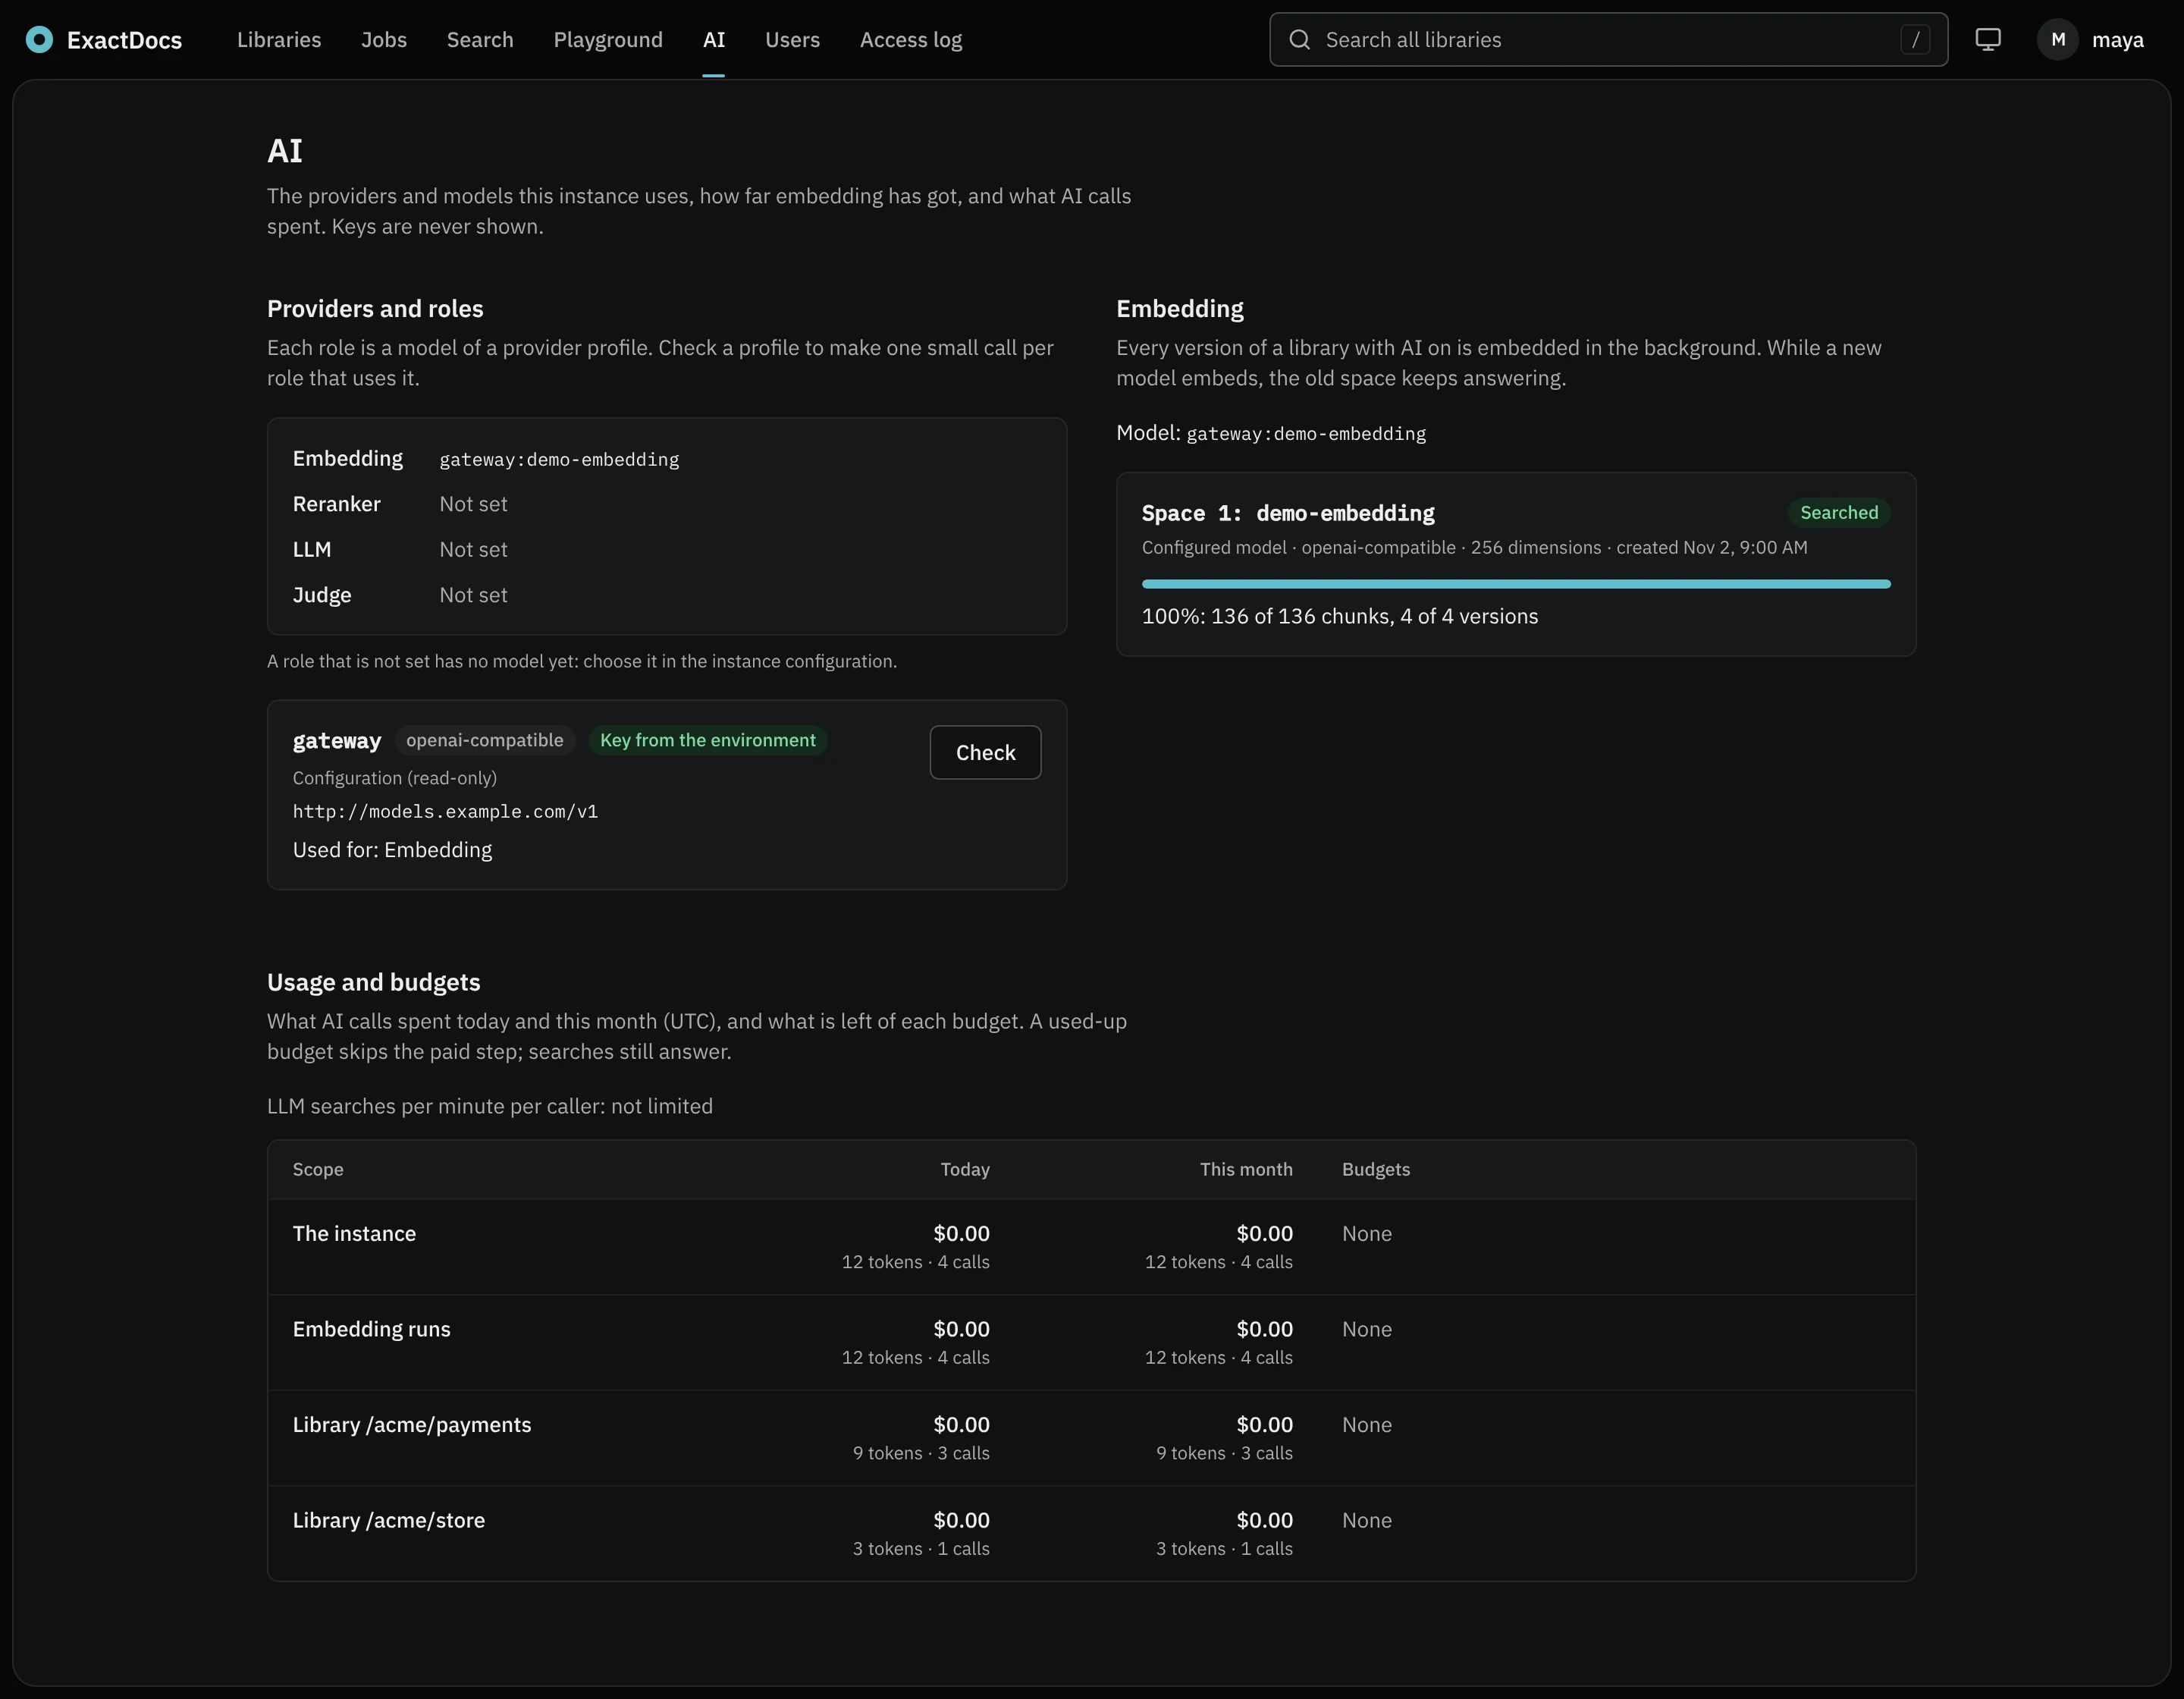 ExactDocs
Libraries
Jobs
Search
Playground
AI
Users
Access log
Search all libraries
/
M
maya
AI
The providers and models this instance uses, how far embedding has got, and what AI calls
spent. Keys are never shown.
Providers and roles
Each role is a model of a provider profile. Check a profile to make one small call per
role that uses it.
Embedding gateway:demo-embedding
Reranker Not set
LLM Not set
Judge Not set
A role that is not set has no model yet: choose it in the instance configuration.
gateway openai-compatible Key from the environment
Check
Configuration (read-only)
http://models.example.com/v1
Used for: Embedding
Embedding
Every version of a library with AI on is embedded in the background. While a new
model embeds, the old space keeps answering.
Model: gateway:demo-embedding
Space 1: demo-embedding Searched
Configured model · openai-compatible · 256 dimensions · created Nov 2, 9:00 AM
100%: 136 of 136 chunks, 4 of 4 versions
Usage and budgets
What AI calls spent today and this month (UTC), and what is left of each budget. A used-up
budget skips the paid step; searches still answer.
LLM searches per minute per caller: not limited
Scope Today This month Budgets
The instance $0.00 $0.00 None
12 tokens · 4 calls 12 tokens · 4 calls
Embedding runs $0.00 $0.00 None
12 tokens · 4 calls 12 tokens · 4 calls
Library /acme/payments $0.00 $0.00 None
9 tokens · 3 calls 9 tokens · 3 calls
Library /acme/store $0.00 $0.00 None
3 tokens · 1 calls 3 tokens · 1 calls